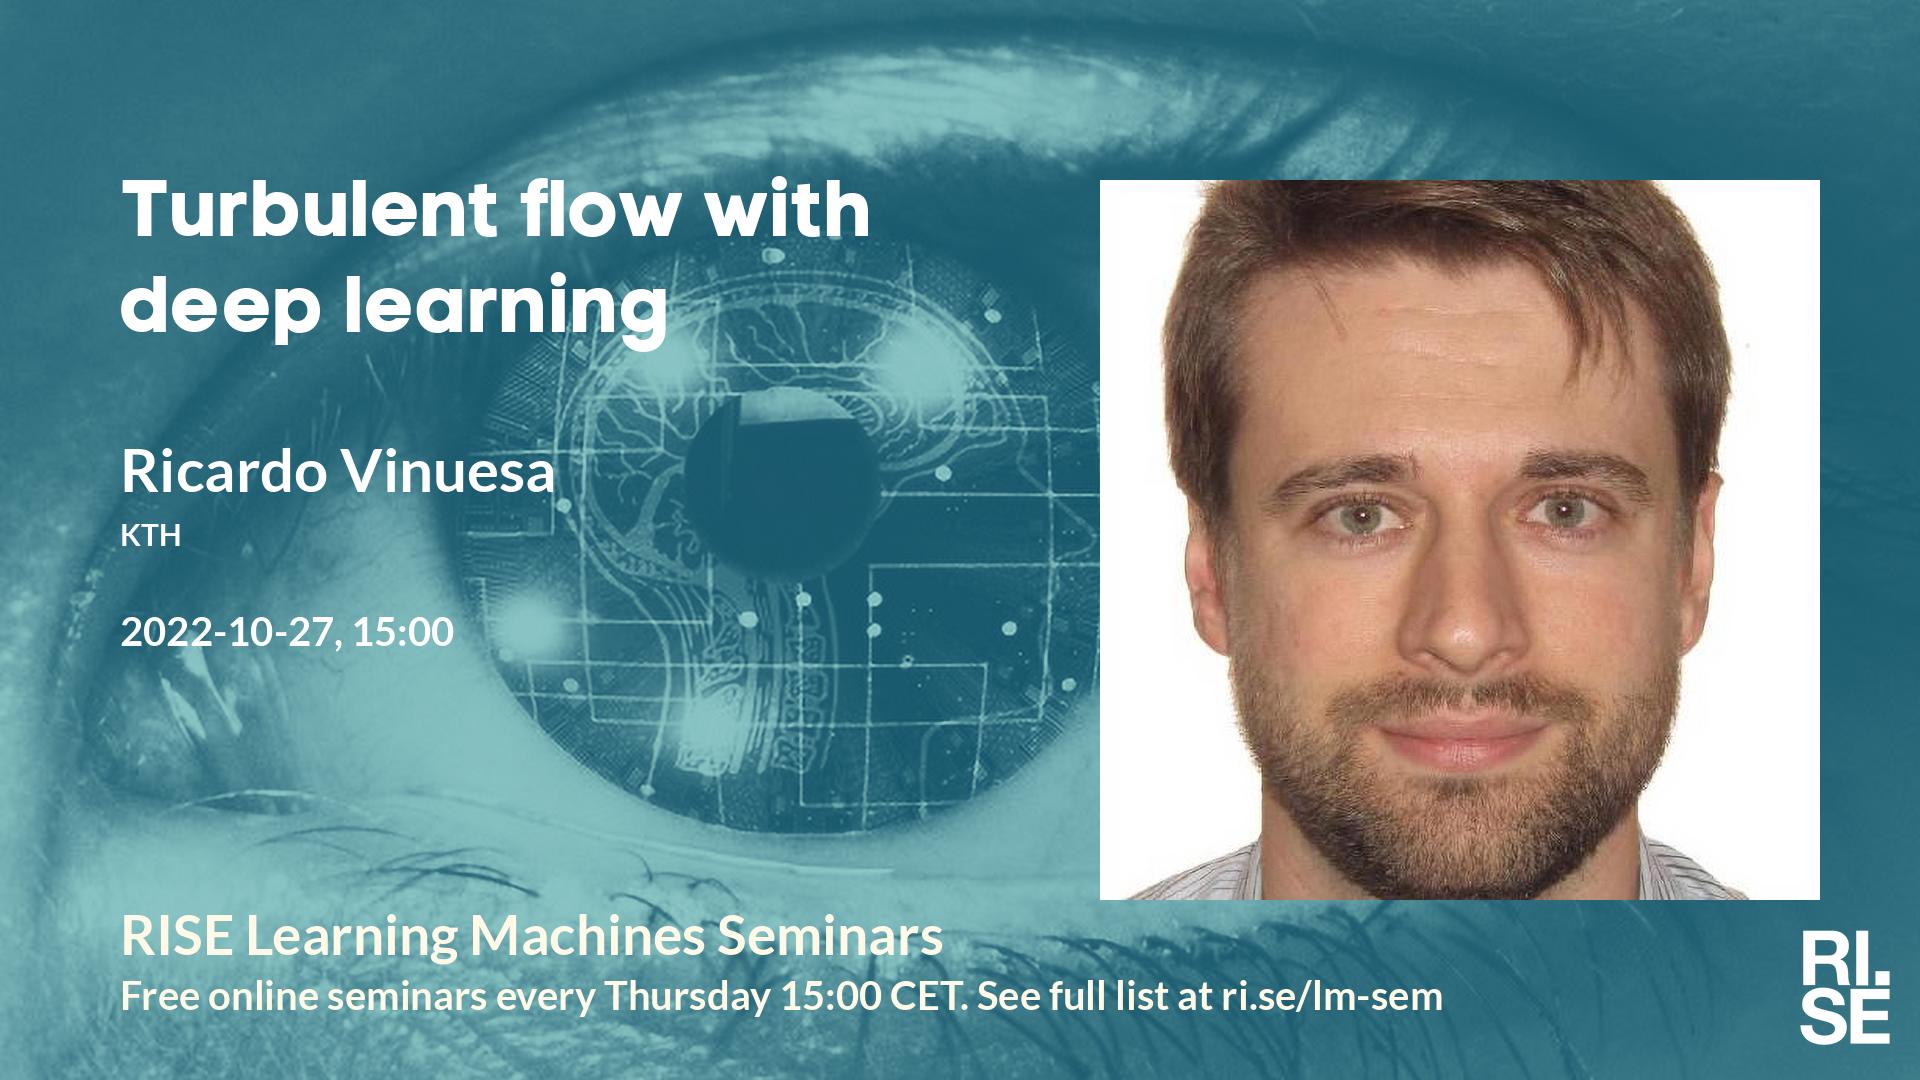 Turbulent flow with
deep learning
Ricardo Vinuesa
KTH
2022-10-27, 15:00
RISE Learning Machines Seminars
Free online seminars every Thursday 15:00 CET. See full list at ri.se/lm-sem
RI.
SE